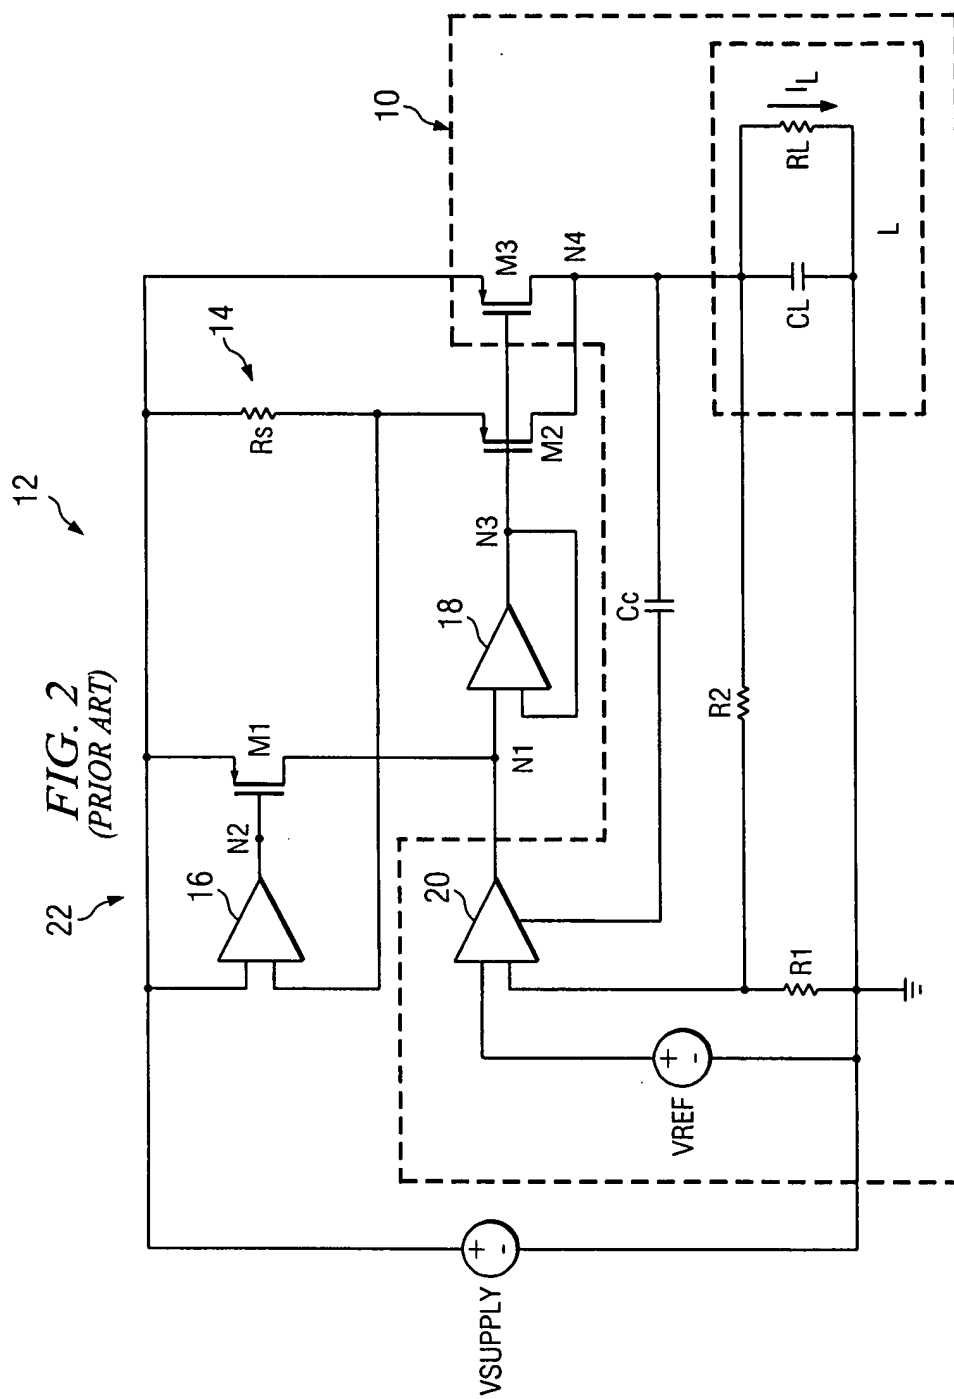 FIG. 2
(PRIOR ART)
12
22
14
10
16
N2
M1
Rs
18
N3
M2
M3
N4
20
N1
Cc
R2
R1
VREF
+
-
VSUPPLY
+
-
CL
RL
IL
L